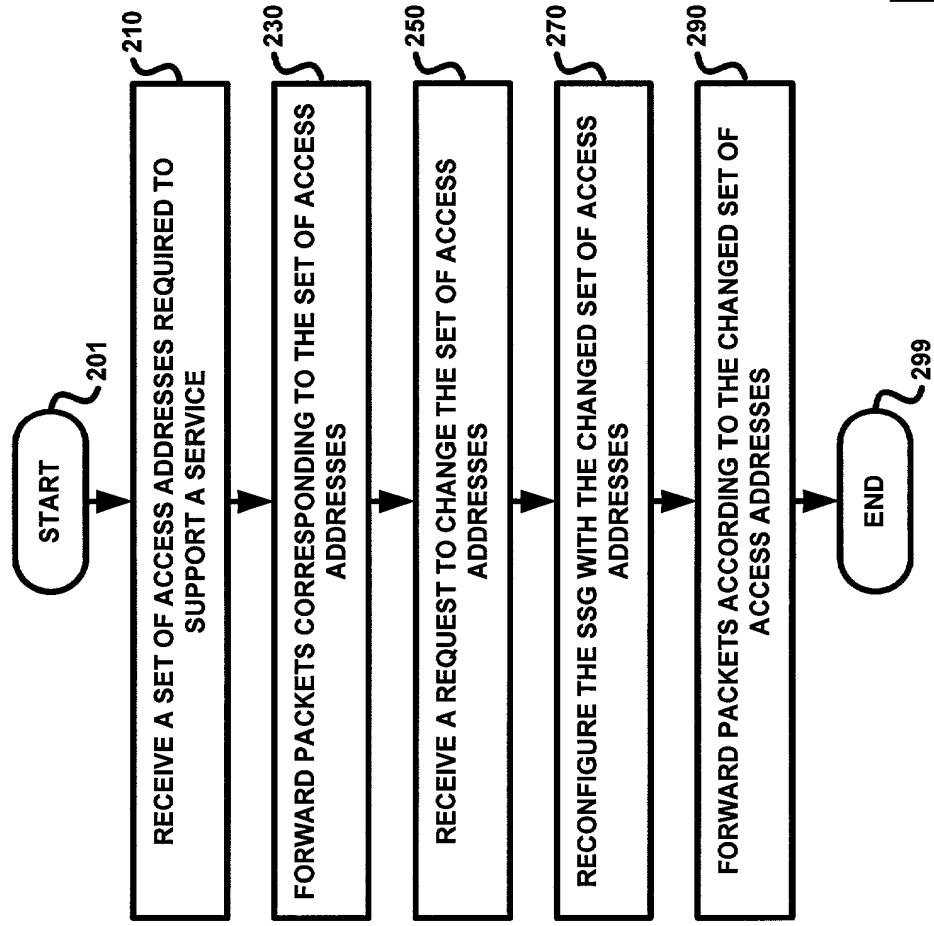 START
201
RECEIVE A SET OF ACCESS ADDRESSES REQUIRED TO
SUPPORT A SERVICE
210
FORWARD PACKETS CORRESPONDING TO THE SET OF ACCESS
ADDRESSES
230
RECEIVE A REQUEST TO CHANGE THE SET OF ACCESS
ADDRESSES
250
RECONFIGURE THE SSG WITH THE CHANGED SET OF ACCESS
ADDRESSES
270
FORWARD PACKETS ACCORDING TO THE CHANGED SET OF
ACCESS ADDRESSES
290
END
299